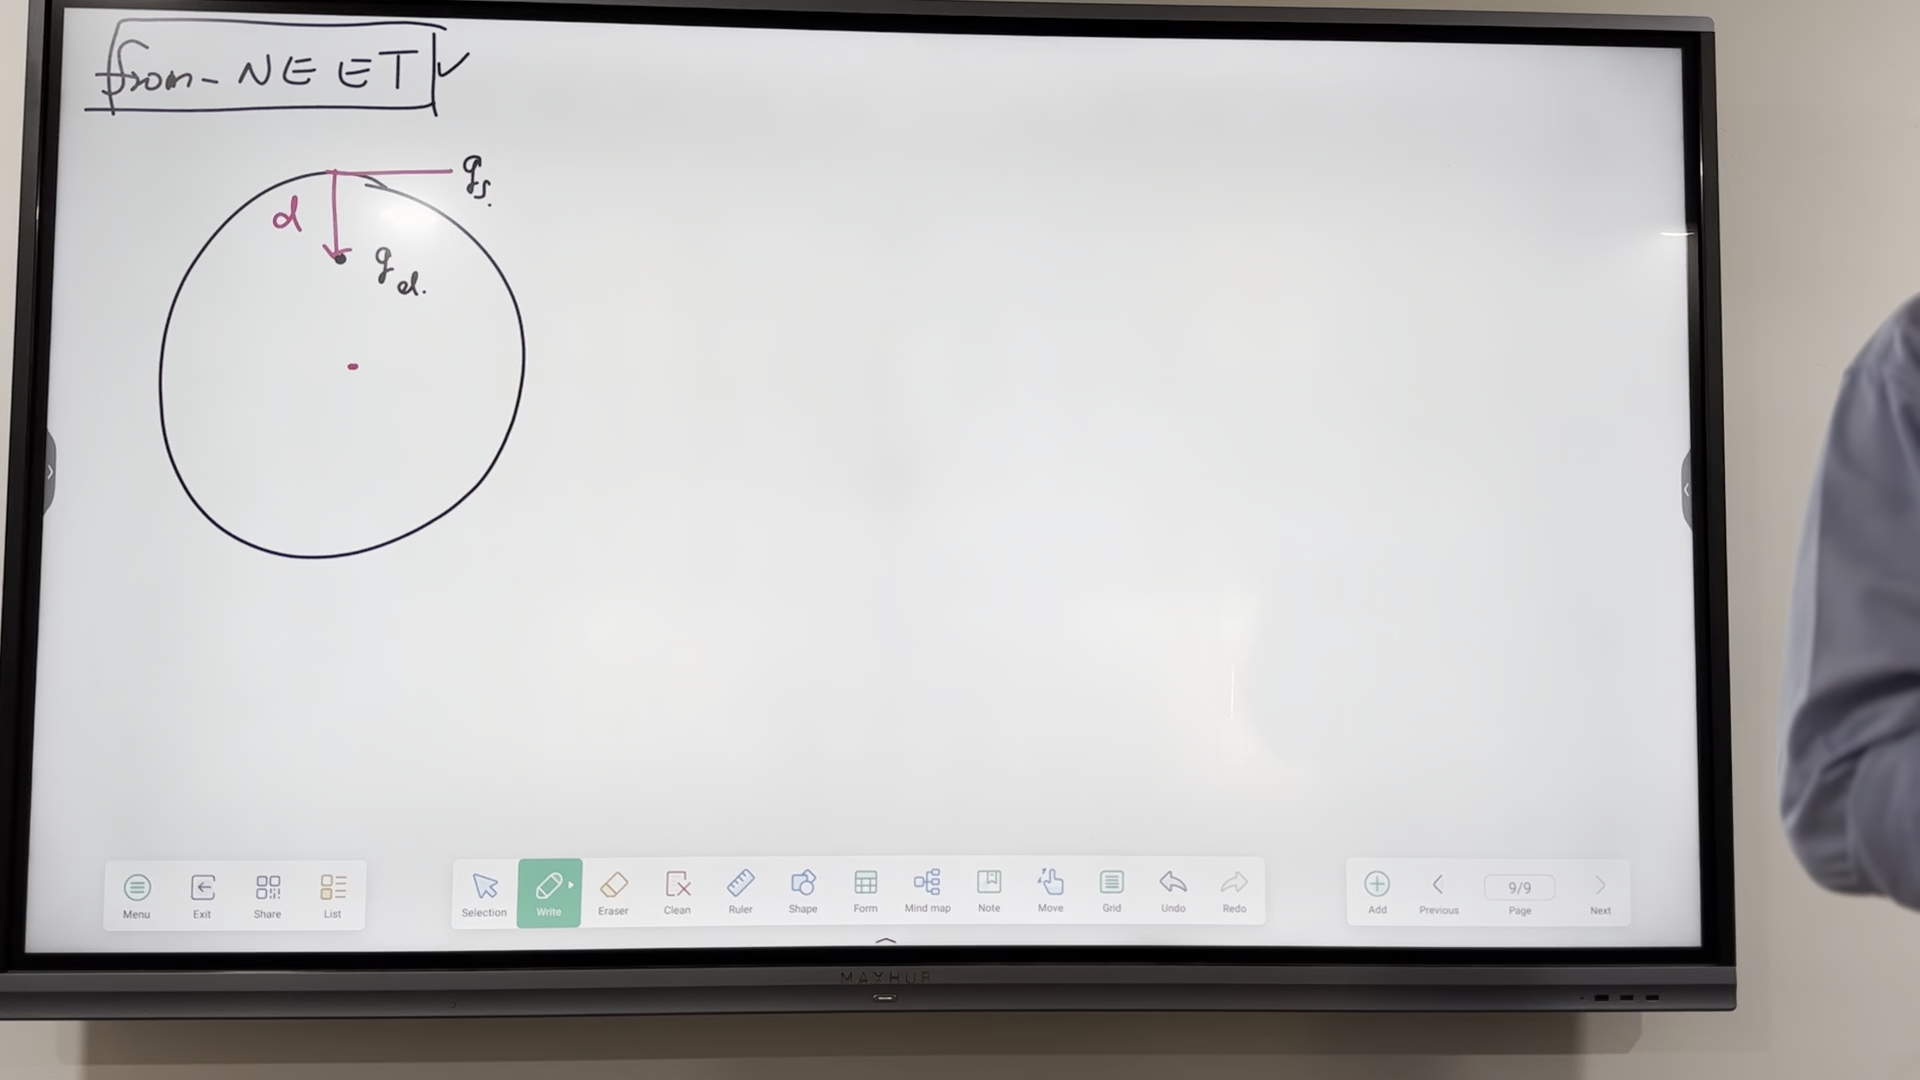 from - NEET ✓
gs.
d
gd.
Menu Exit Share List Selection Write Eraser Clean Ruler Shape Form Mind map Note Move Grid Undo Redo Add Previous 9/9 Page Next
MAXHUB